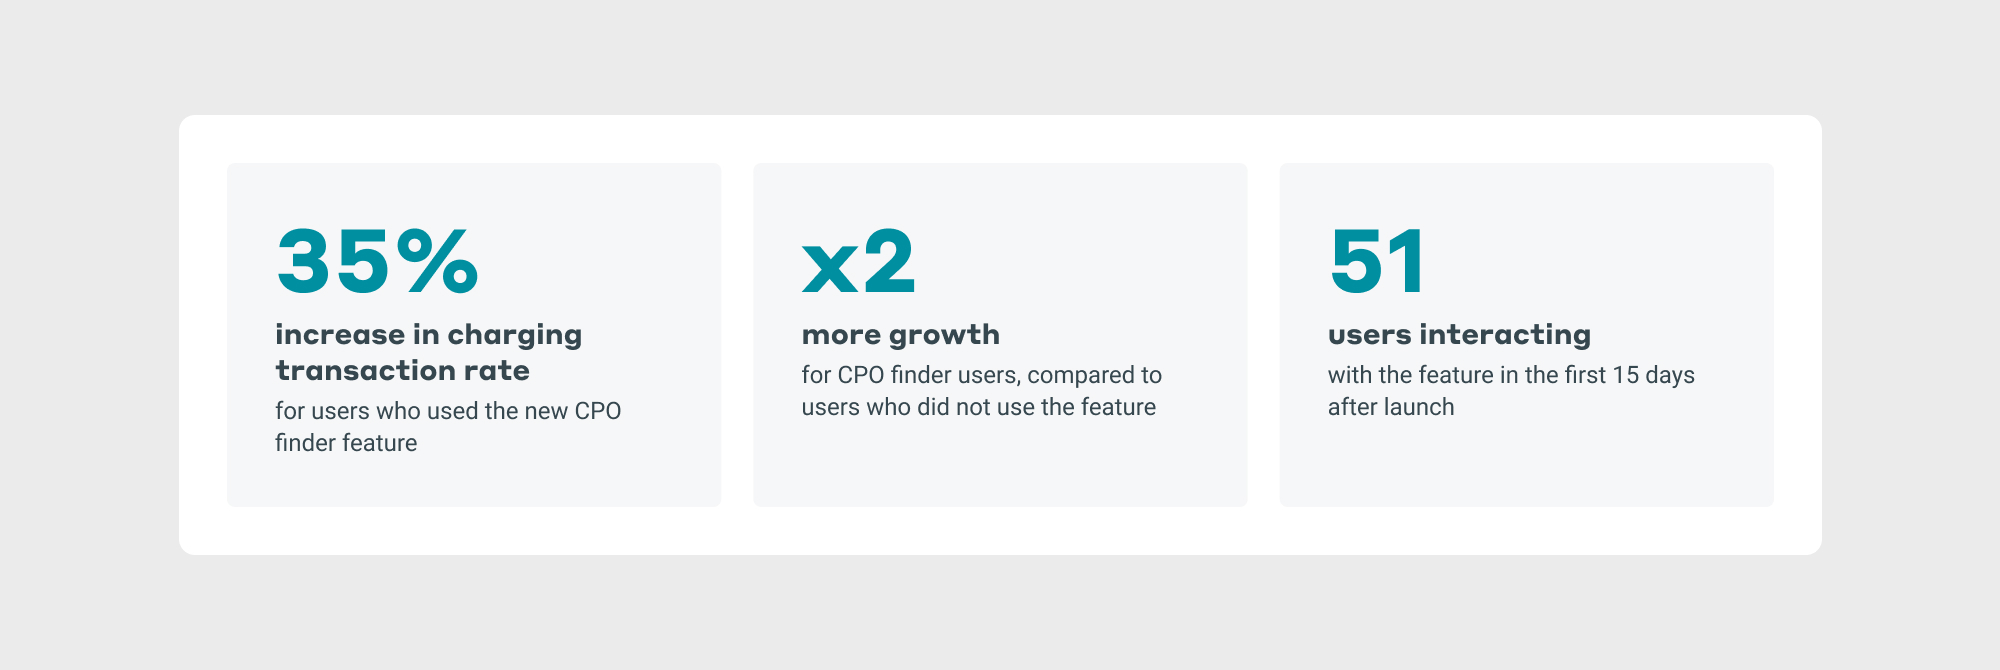 35%
increase in charging
transaction rate
for users who used the new CPO
finder feature
x2
more growth
for CPO finder users, compared to
users who did not use the feature
51
users interacting
with the feature in the first 15 days
after launch